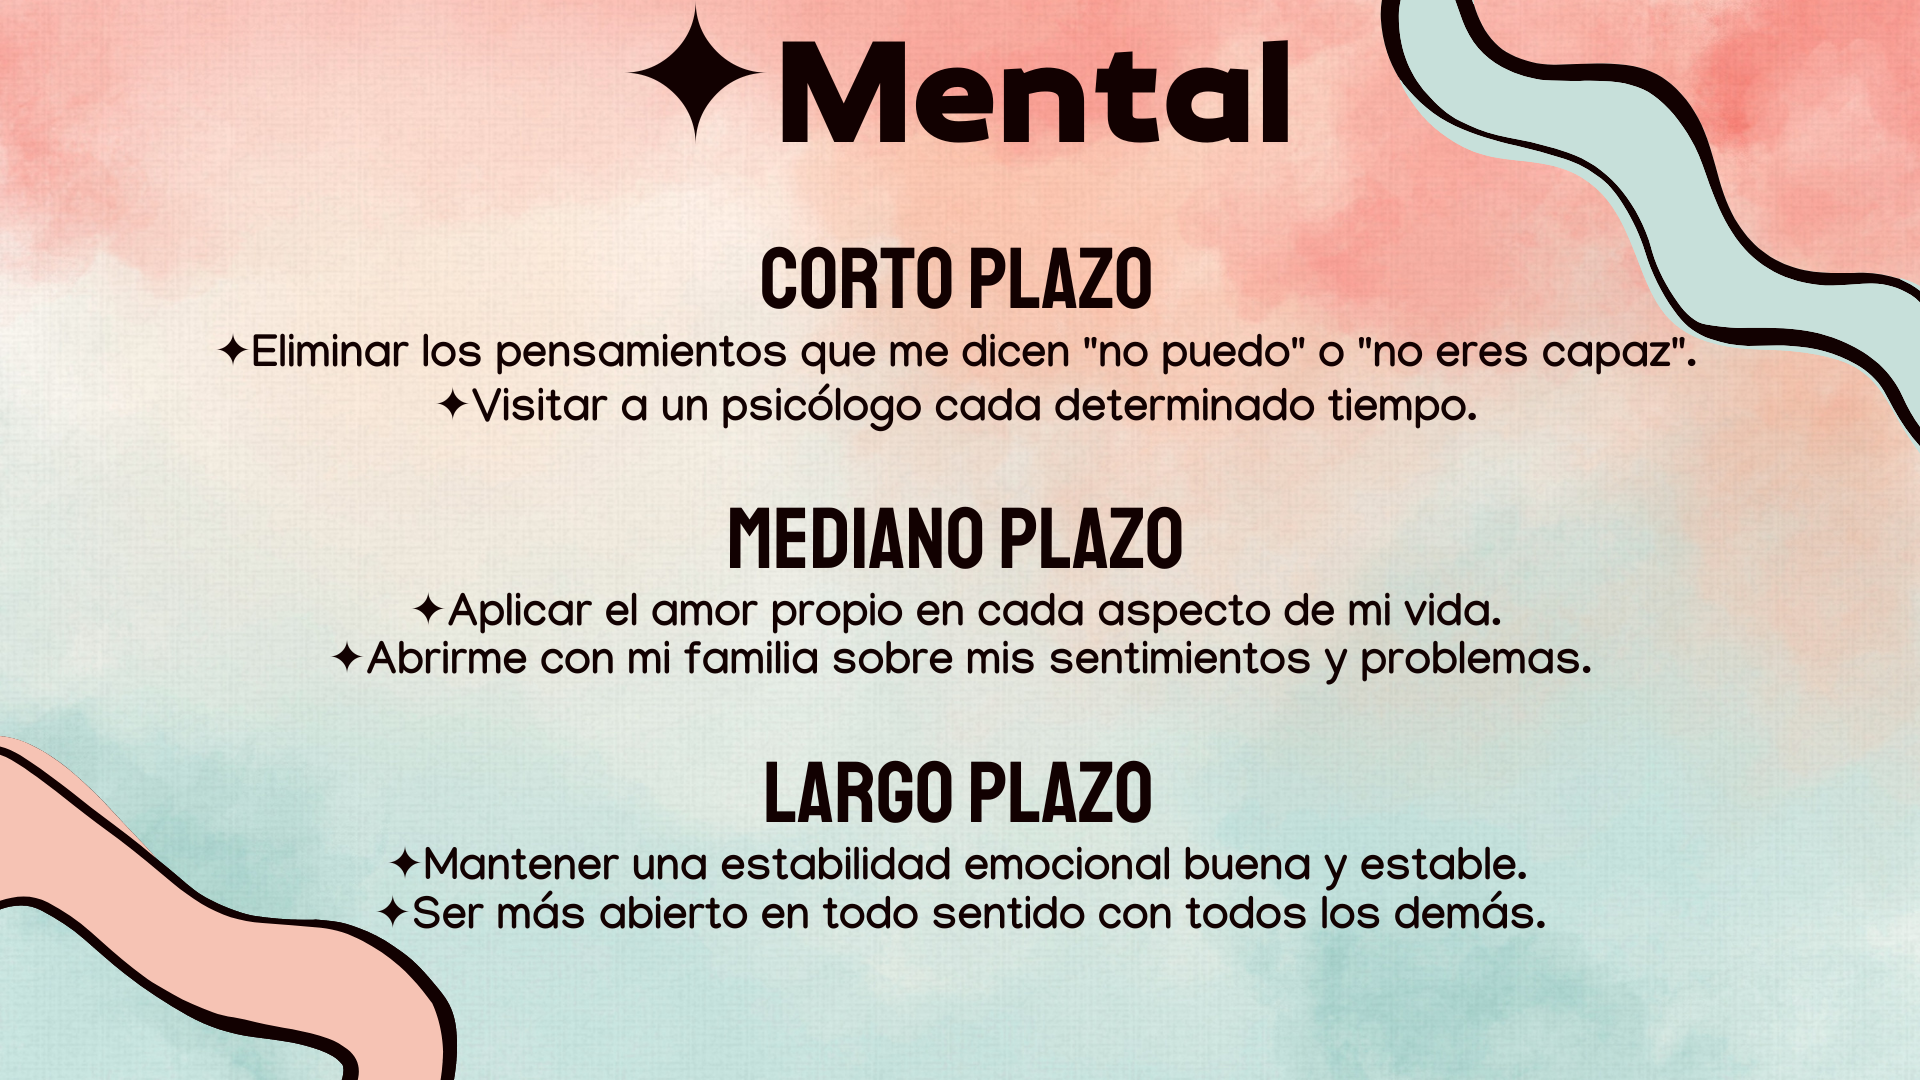 ✦Mental
CORTO PLAZO
✦Eliminar los pensamientos que me dicen "no puedo" o "no eres capaz".
✦Visitar a un psicólogo cada determinado tiempo.
MEDIANO PLAZO
✦Aplicar el amor propio en cada aspecto de mi vida.
✦Abrirme con mi familia sobre mis sentimientos y problemas.
LARGO PLAZO
✦Mantener una estabilidad emocional buena y estable.
✦Ser más abierto en todo sentido con todos los demás.